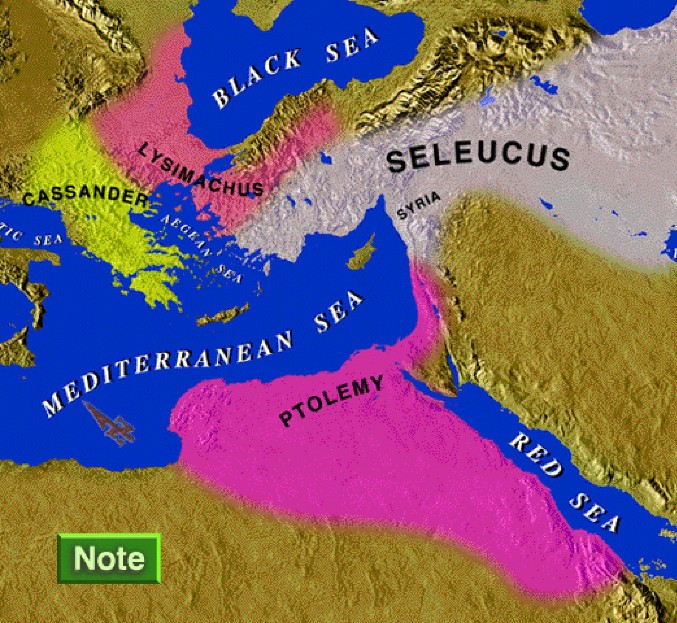 BLACK SEA
LYSIMACHUS
SELEUCUS
CASSANDER
SYRIA
TIC SEA
AEGEAN SEA
MEDITERRANEAN SEA
PTOLEMY
RED SEA
Note